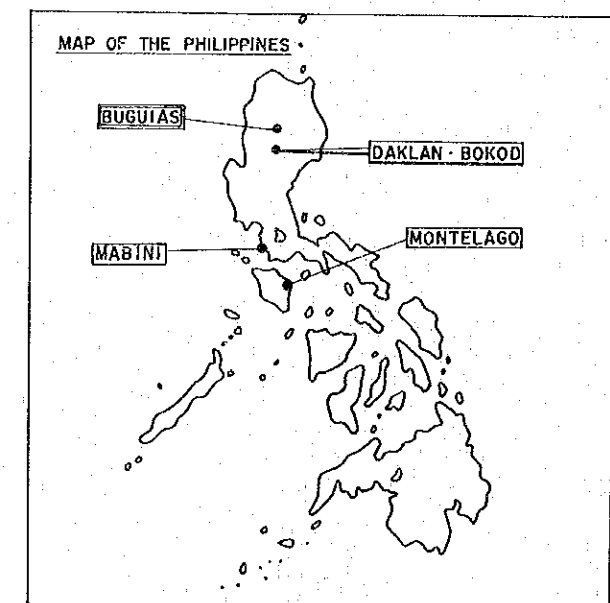 MAP OF THE PHILIPPINES
BUGUIAS
DAKLAN - BOKOD
MABINI
MONTELAGO